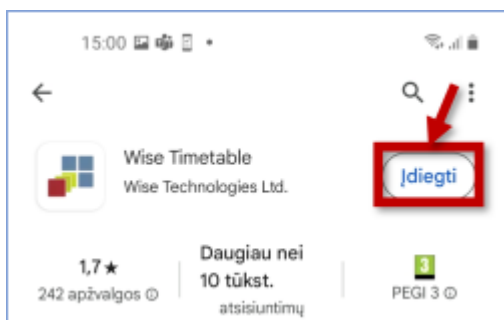 15:00
Wise Timetable
Wise Technologies Ltd.
Įdiegti
1,7★
242 apžvalgos
Daugiau nei
10 tūkst.
atsisiuntimų
3
PEGI 3